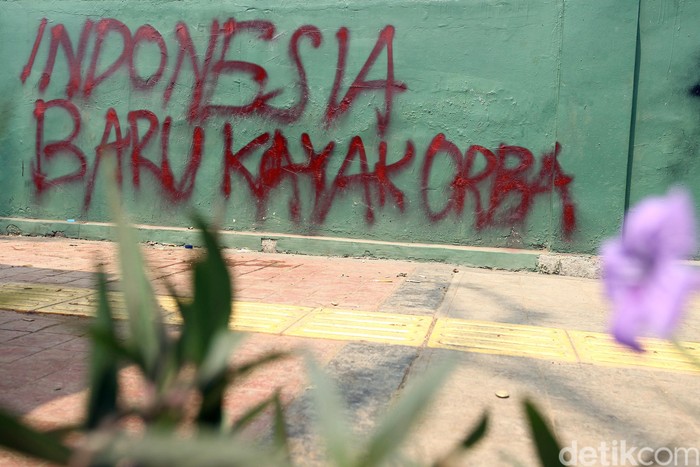 INDONESIA
BARU KAYAK ORBA
detikcom